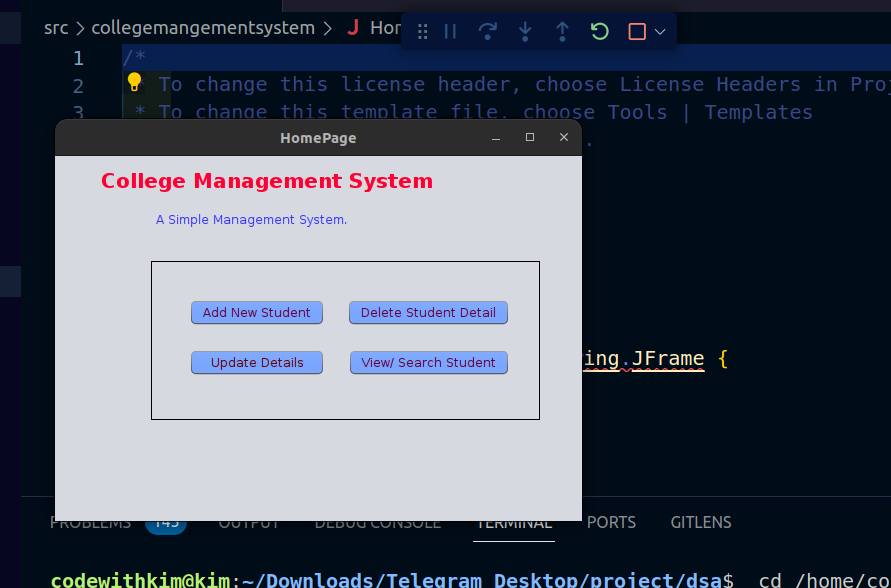 src > collegemangementsystem > J Hor
1 /*
2 * To change this license header, choose License Headers in Proj
3 * To change this template file, choose Tools | Templates
HomePage
College Management System
A Simple Management System.
Add New Student Delete Student Detail
Update Details View/ Search Student
ing.JFrame {
PROBLEMS 145 OUTPUT DEBUG CONSOLE TERMINAL PORTS GITLENS
codewithkim@kim:~/Downloads/Telegram Desktop/project/dsa$ cd /home/co